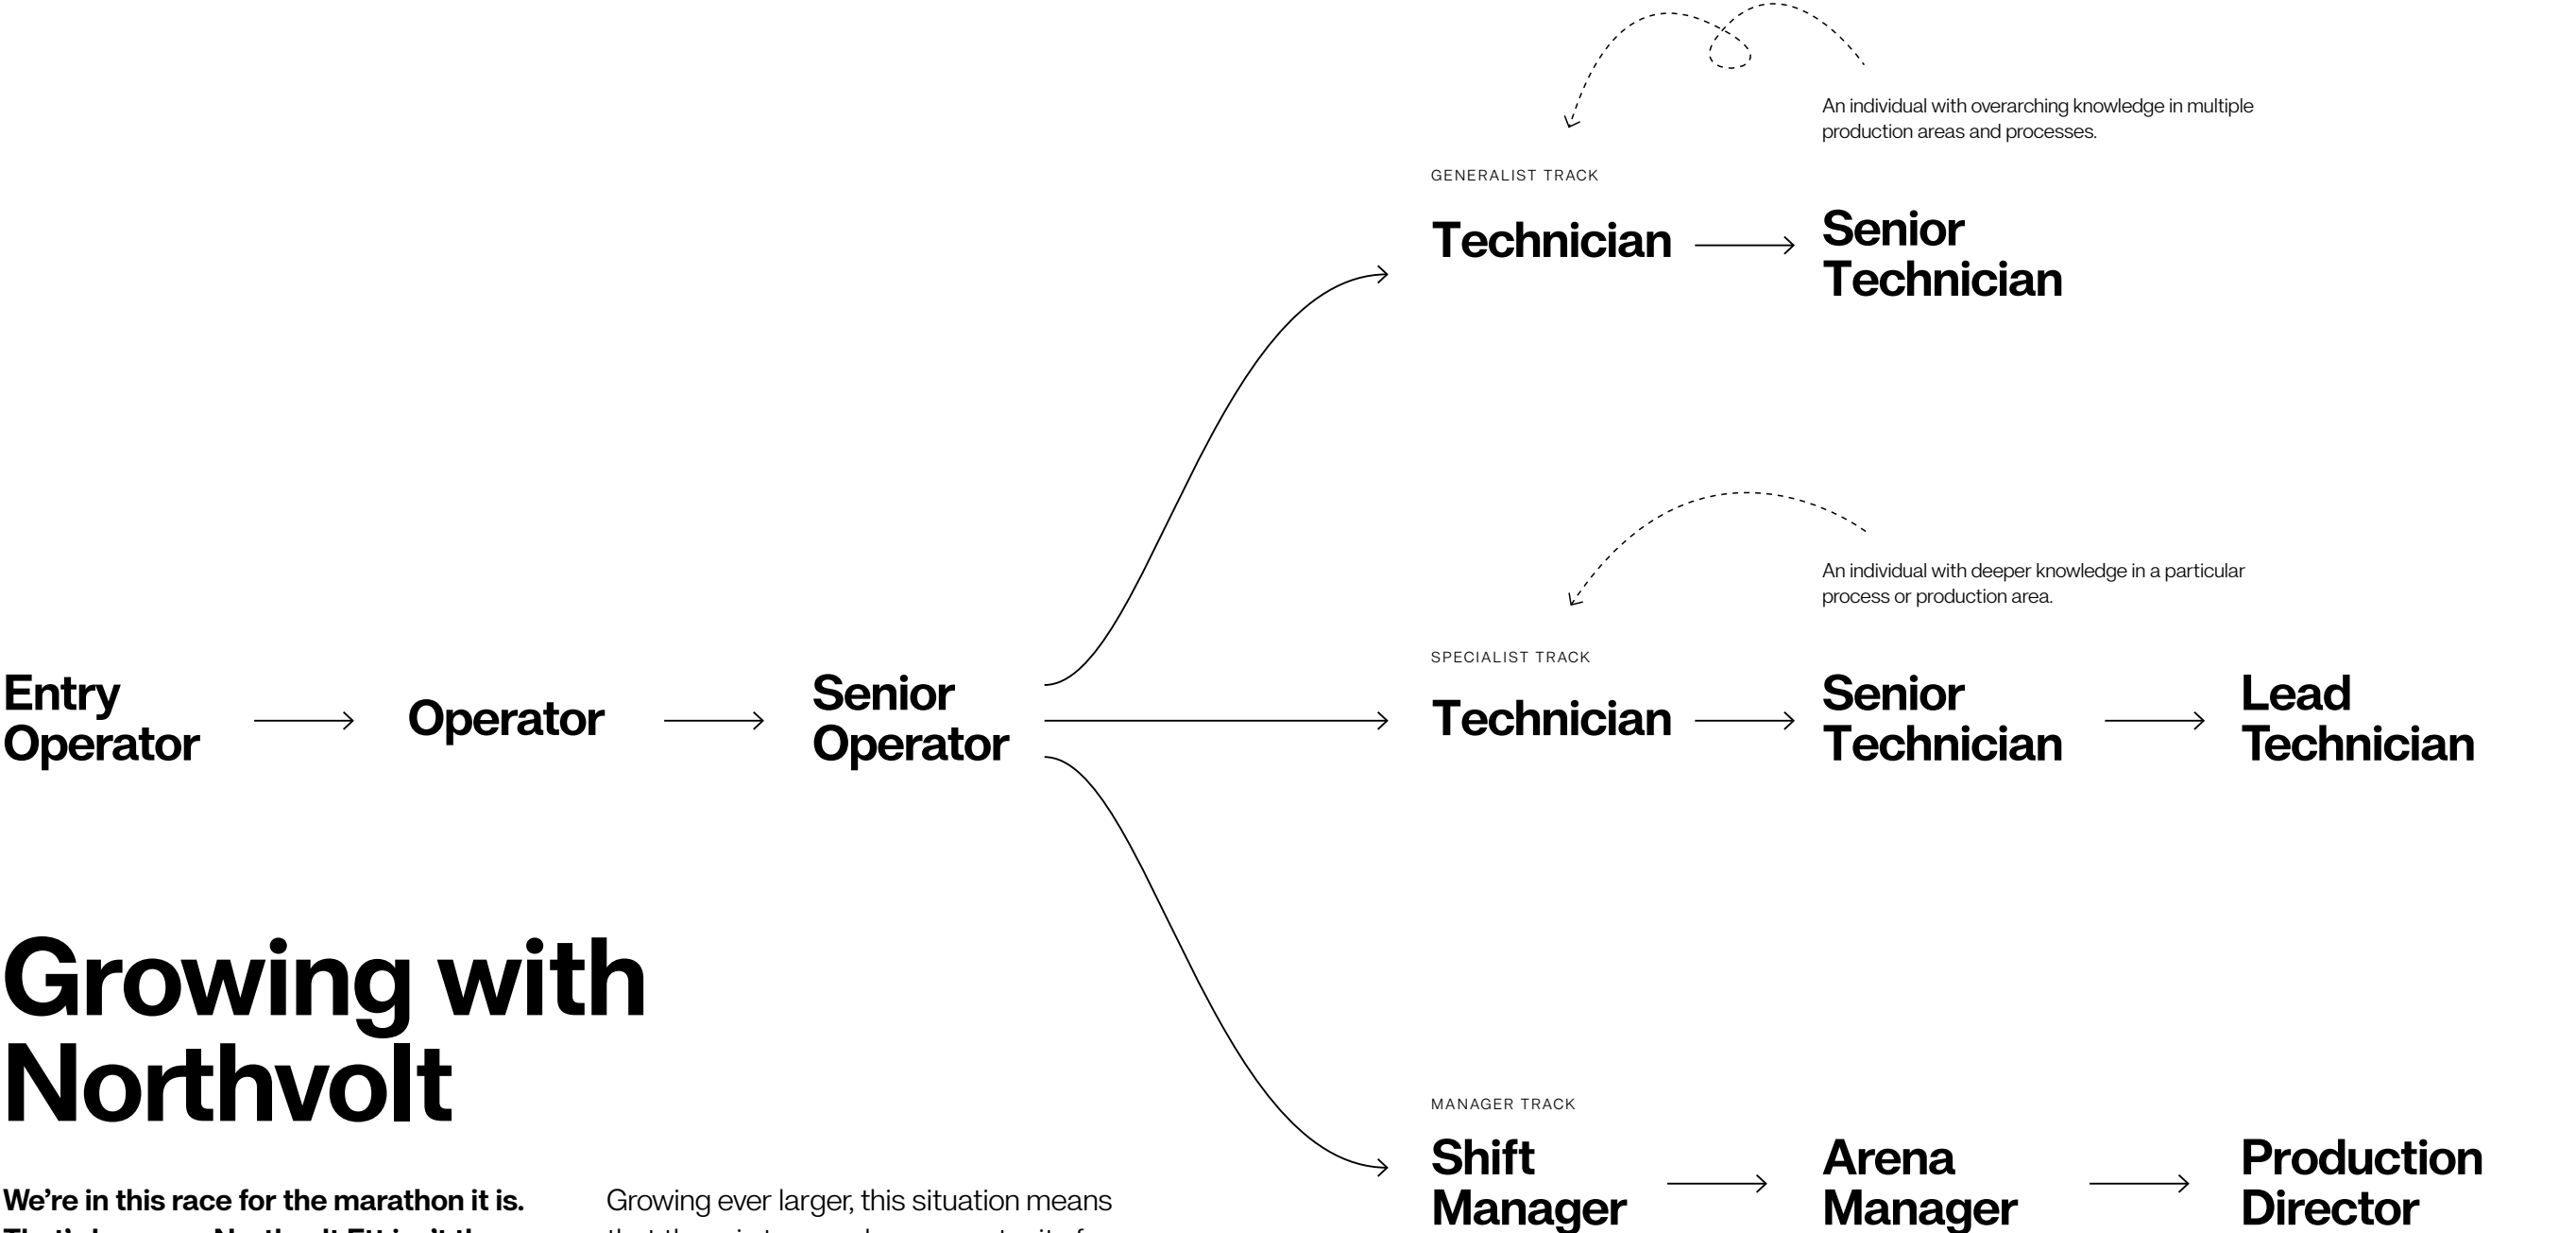 An individual with overarching knowledge in multiple
production areas and processes.
GENERALIST TRACK
Technician
Senior
Technician
An individual with deeper knowledge in a particular
process or production area.
SPECIALIST TRACK
Entry
Operator
Operator
Senior
Operator
Technician
Senior
Technician
Lead
Technician
Growing with
Northvolt
MANAGER TRACK
Shift
Manager
Arena
Manager
Production
Director
We’re in this race for the marathon it is.
Growing ever larger, this situation means